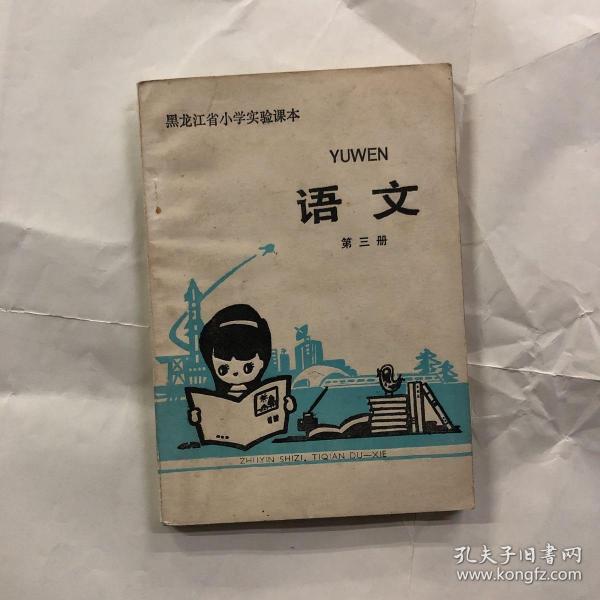 黑龙江省小学实验课本
YUWEN
语文
第三册
ZHUYIN SHIZI, TIQIAN DU—XIE
孔夫子旧书网
www.kongfz.com